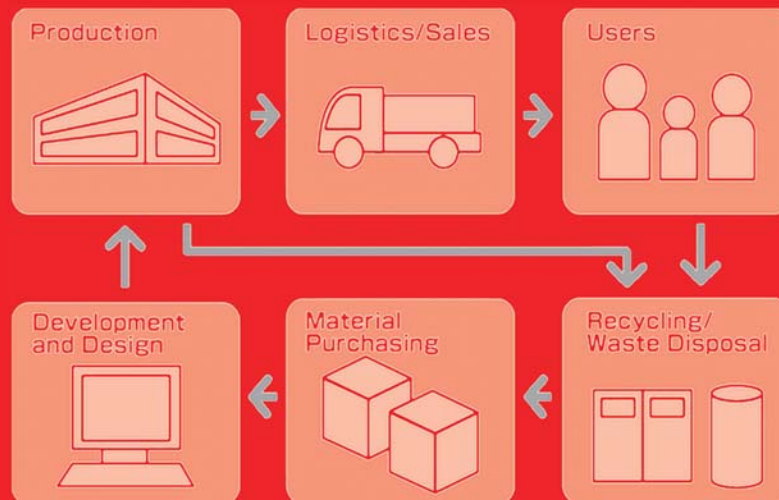 Production
Logistics/Sales
Users
Development
and Design
Material
Purchasing
Recycling/
Waste Disposal